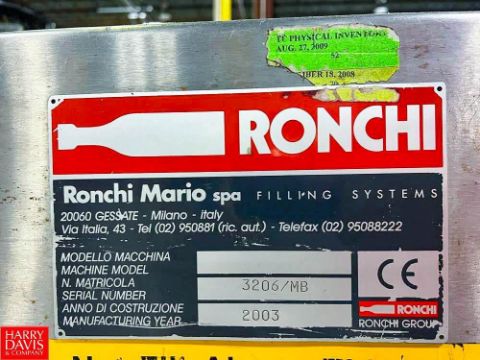 TE PHYSICAL INVENTORY
AUG. 27, 2009
BER 18, 2008
RONCHI
Ronchi Mario spa FILLING SYSTEMS
20060 GESSATE - Milano - italy
Via Italia, 43 - Tel (02) 950881 (ric. aut.) - Telefax (02) 95088222
MODELLO MACCHINA
MACHINE MODEL
N. MATRICOLA
SERIAL NUMBER
3206/MB
ANNO DI COSTRUZIONE
MANUFACTURING YEAR
2003
CE
RONCHI
RONCHI GROUP
HARRY
DAVIS
& COMPANY